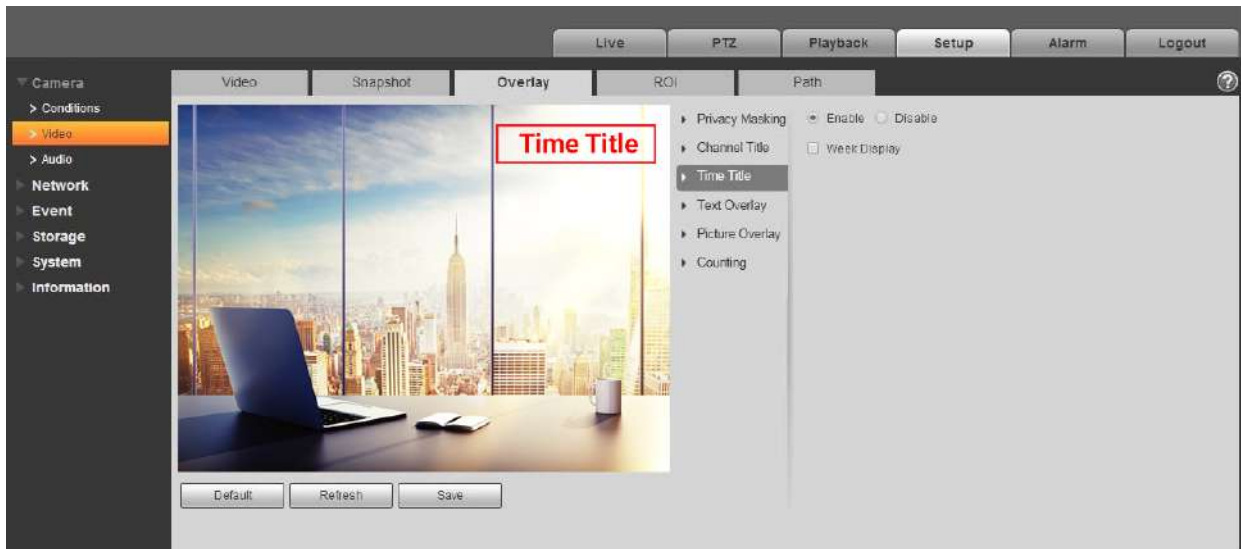 Live PTZ Playback Setup Alarm Logout
Camera
> Conditions
> Video
> Audio
Network
Event
Storage
System
Information
Video Snapshot Overlay ROI Path
?
Time Title
Privacy Masking
Channel Title
Time Title
Text Overlay
Picture Overlay
Counting
Enable Disable
Week Display
Default Refresh Save